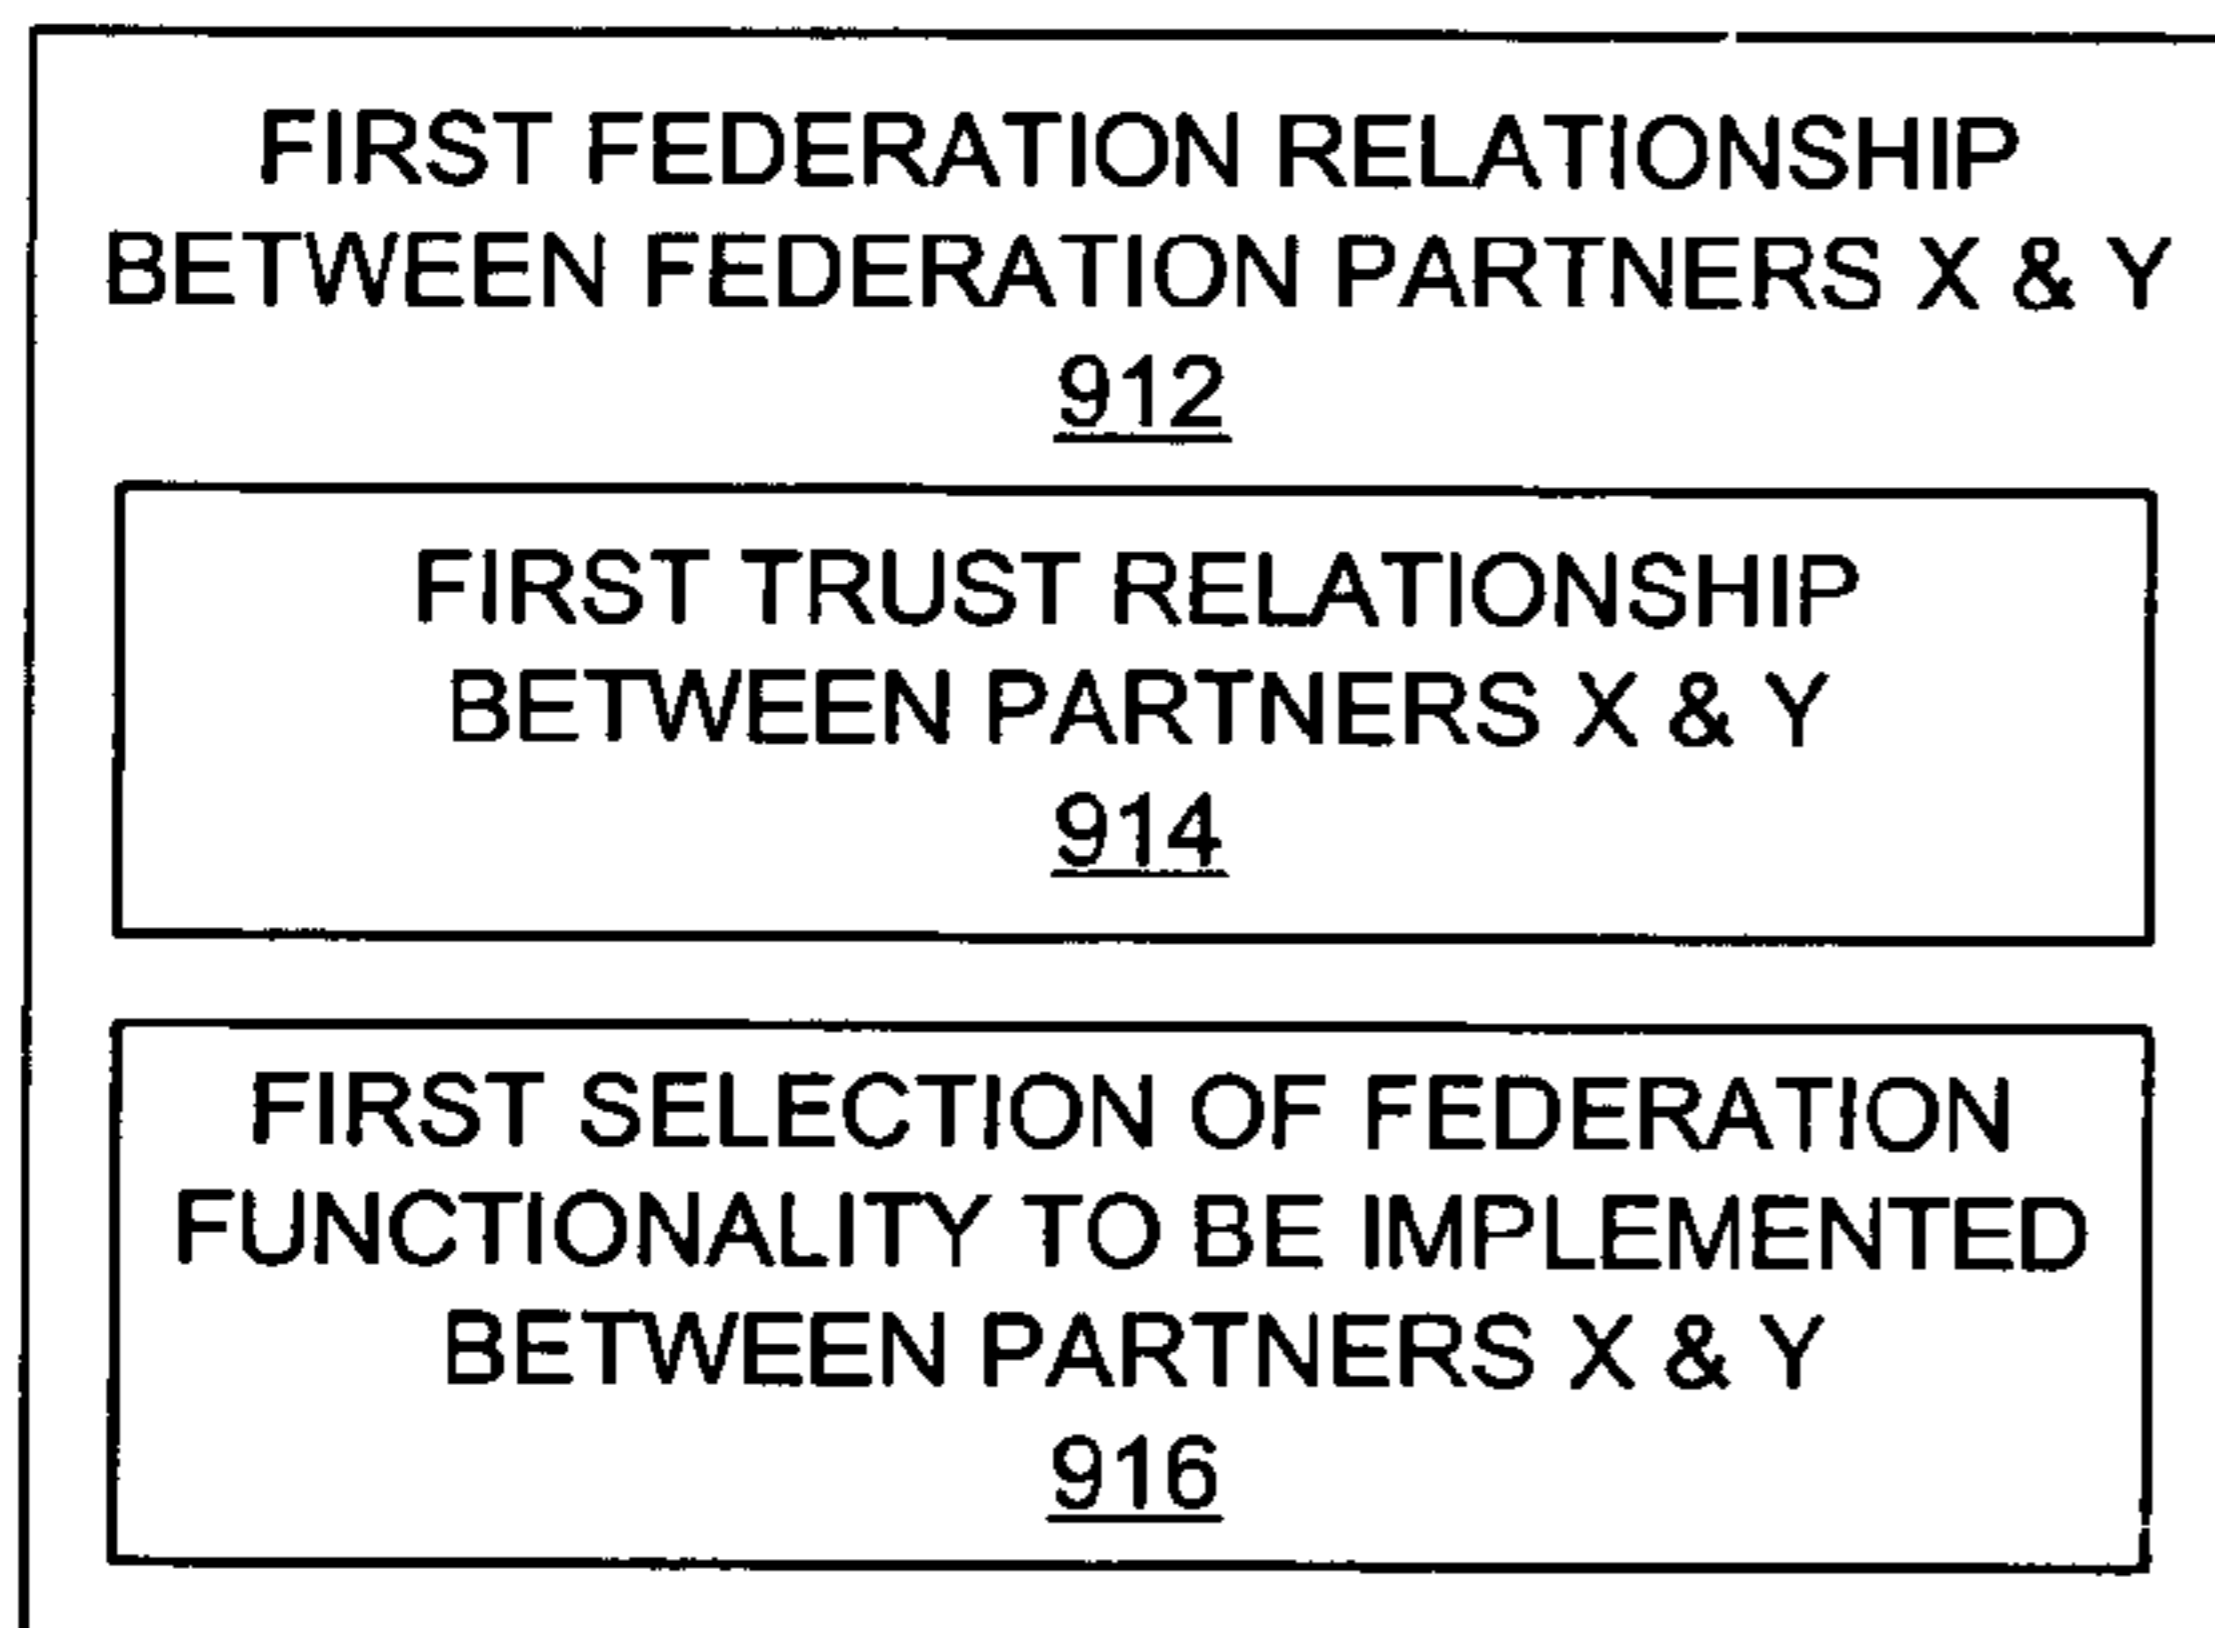 FIRST FEDERATION RELATIONSHIP
BETWEEN FEDERATION PARTNERS X & Y
912
FIRST TRUST RELATIONSHIP
BETWEEN PARTNERS X & Y
914
FIRST SELECTION OF FEDERATION
FUNCTIONALITY TO BE IMPLEMENTED
BETWEEN PARTNERS X & Y
916